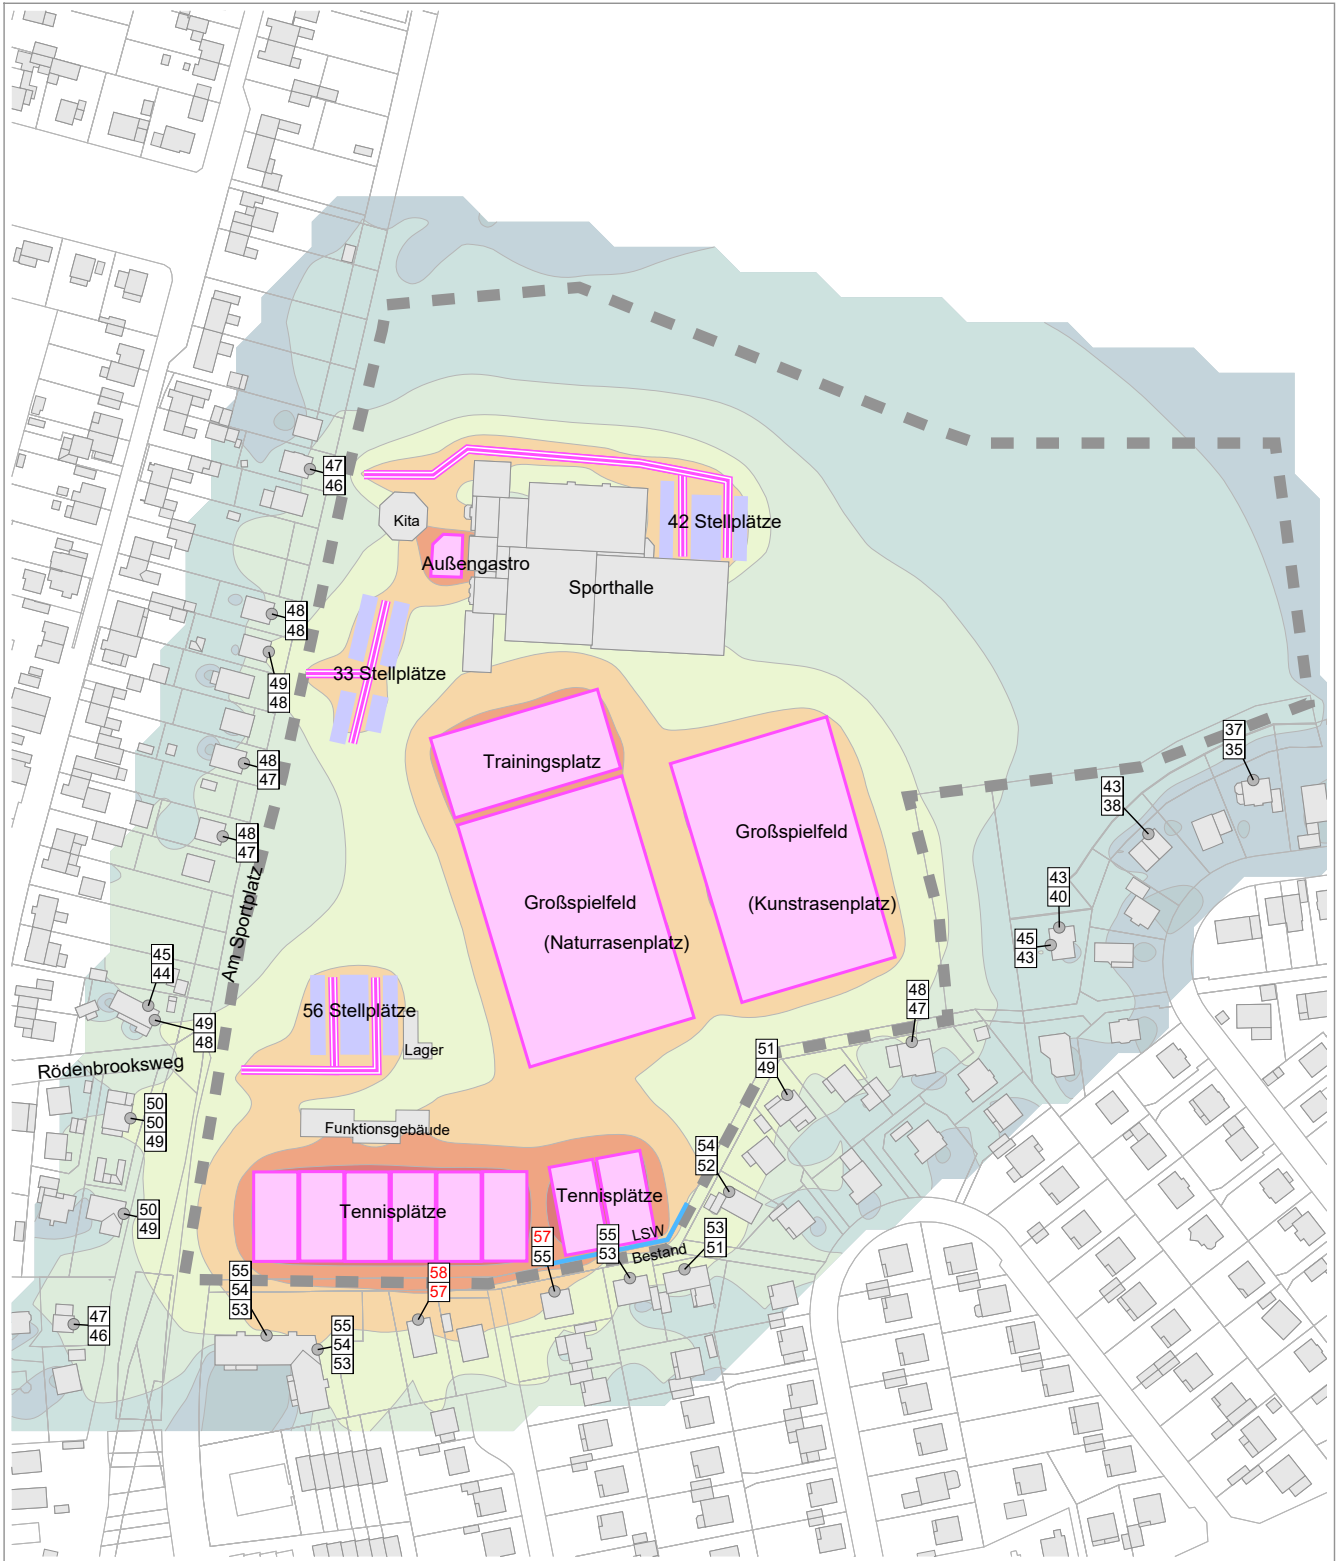 47
46
Kita
42 Stellplätze
Außengastro
Sporthalle
48
48
49
48
33 Stellplätze
37
35
48
47
Trainingsplatz
43
38
48
47
Großspielfeld
(Kunstrasenplatz)
43
40
Großspielfeld
(Naturrasenplatz)
Am Sportplatz
45
43
45
44
56 Stellplätze
48
47
49
48
Lager
51
49
Rödenbrooksweg
50
50
49
Funktionsgebäude
54
52
50
49
Tennisplätze
Tennisplätze
57
55
55
53
LSW
Bestand
53
51
55
54
53
58
57
47
46
55
54
53